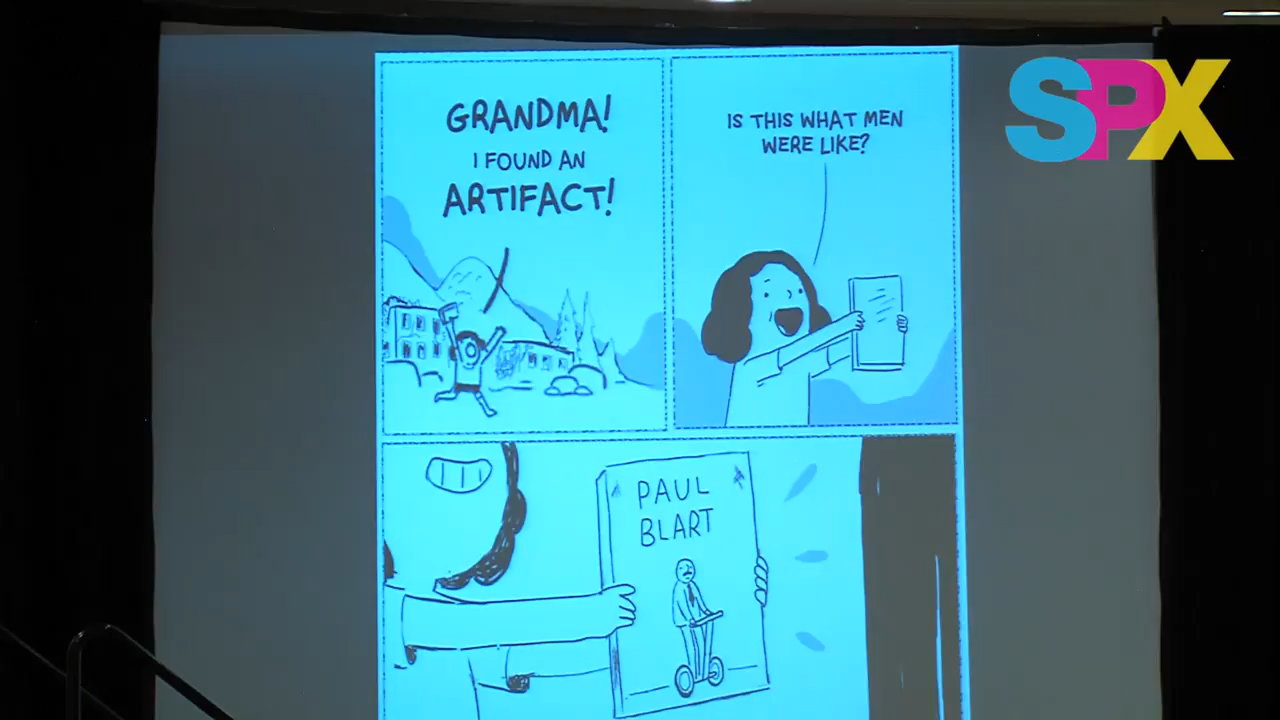 GRANDMA!
I FOUND AN
ARTIFACT!
IS THIS WHAT MEN
WERE LIKE?
PAUL
BLART
SPX